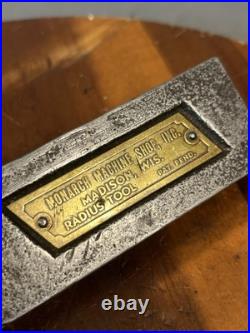 MONARCH MACHINE SHOP, INC.
MADISON, WIS.
RADIUS TOOL PAT. PEND.